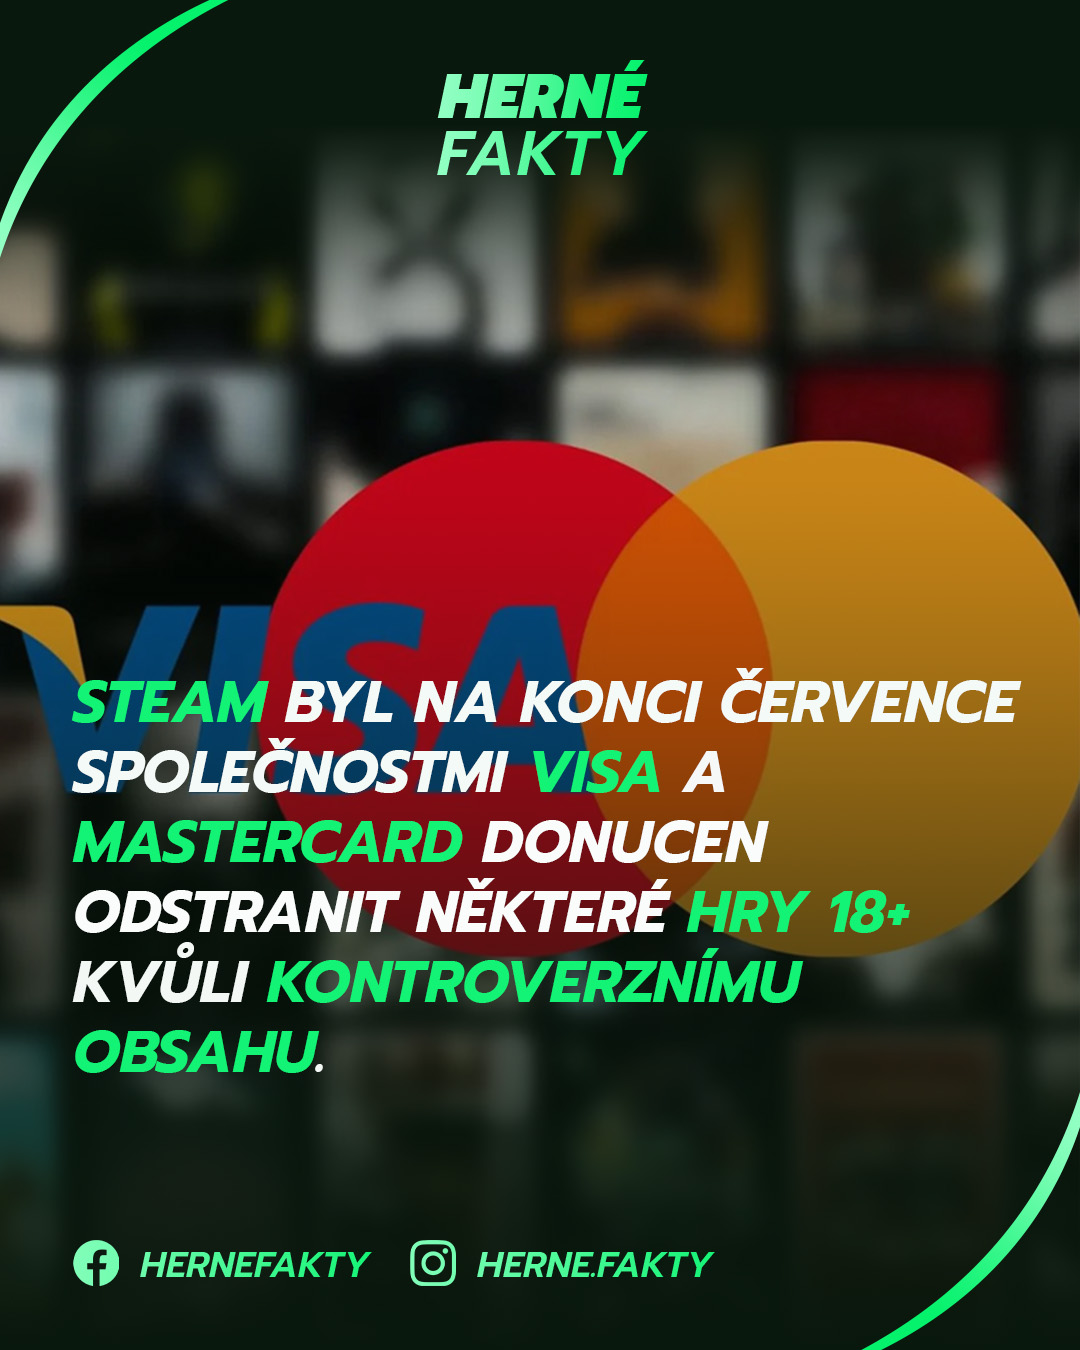 HERNÉ
FAKTY
VISA
STEAM BYL NA KONCI ČERVENCE
SPOLEČNOSTMI VISA A
MASTERCARD DONUCEN
ODSTRANIT NĚKTERÉ HRY 18+
KVŮLI KONTROVERZNÍMU
OBSAHU.
HERNEFAKTY
HERNE.FAKTY